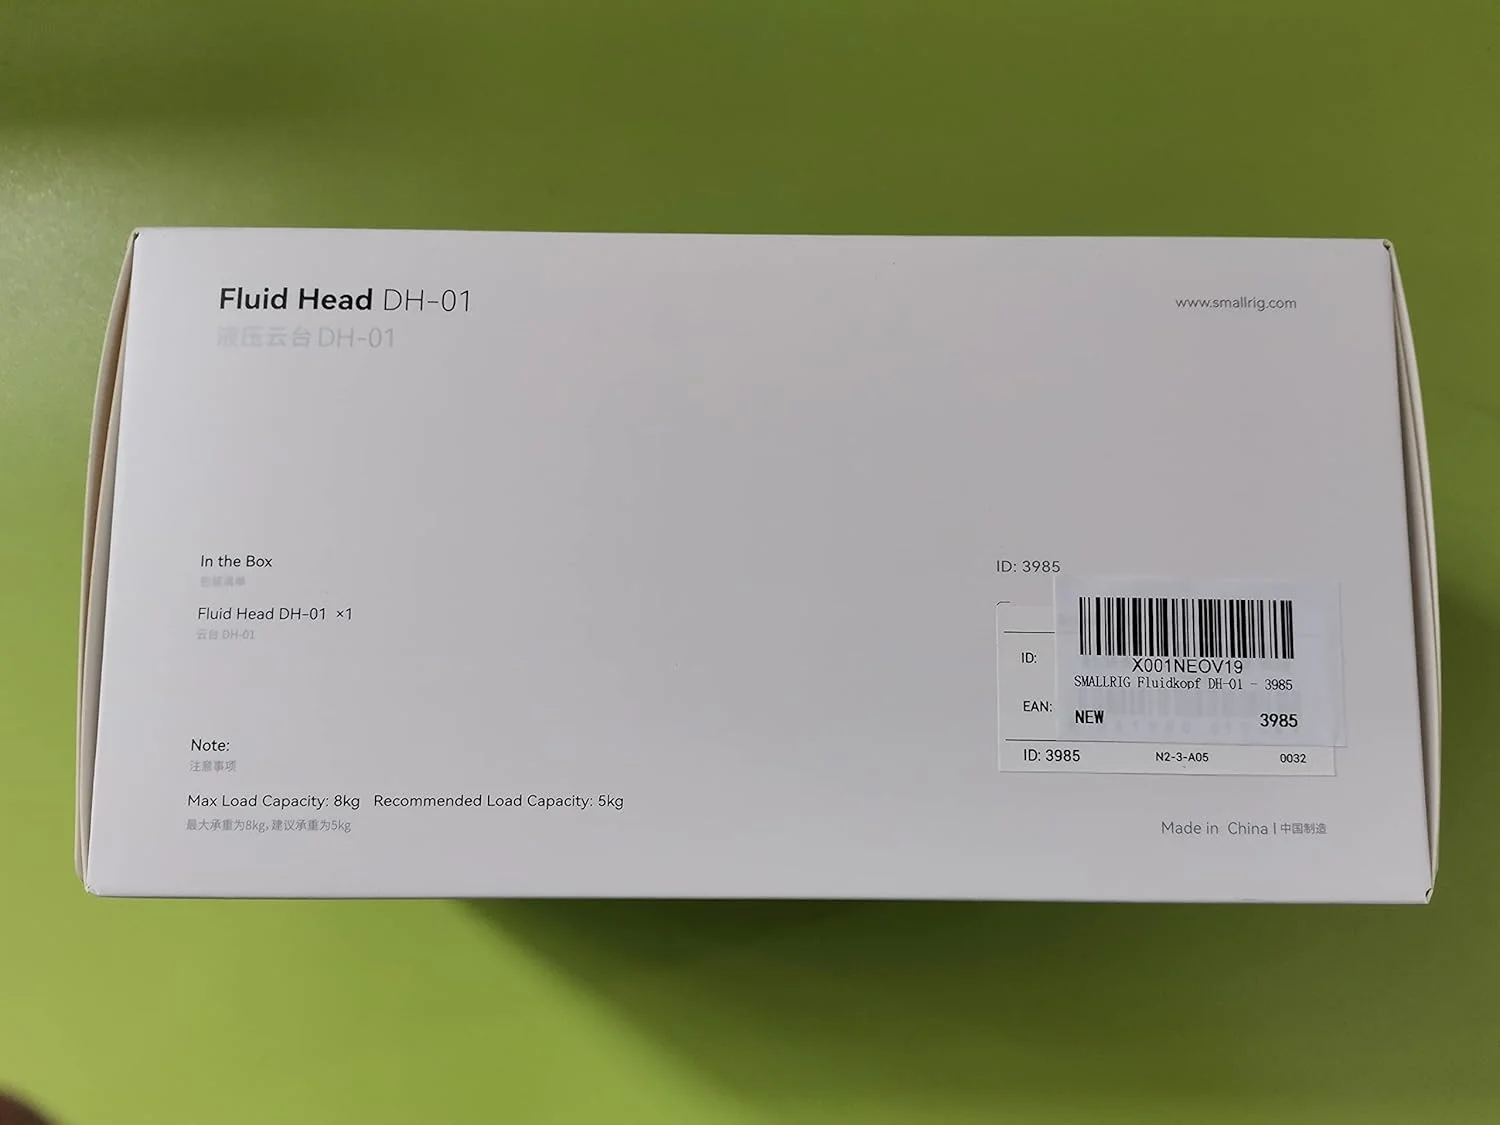 Fluid Head DH-01
液压云台 DH-01
www.smallrig.com
In the Box
包装清单
Fluid Head DH-01 ×1
云台 DH-01
Note:
注意事项
Max Load Capacity: 8kg Recommended Load Capacity: 5kg
最大承重为8kg, 建议承重为5kg
ID: 3985
ID:
X001NEOV19
SMALLRIG Fluidkopf DH-01 - 3985
EAN:
NEW 3985
ID: 3985 N2-3-A05 0032
Made in China | 中国制造